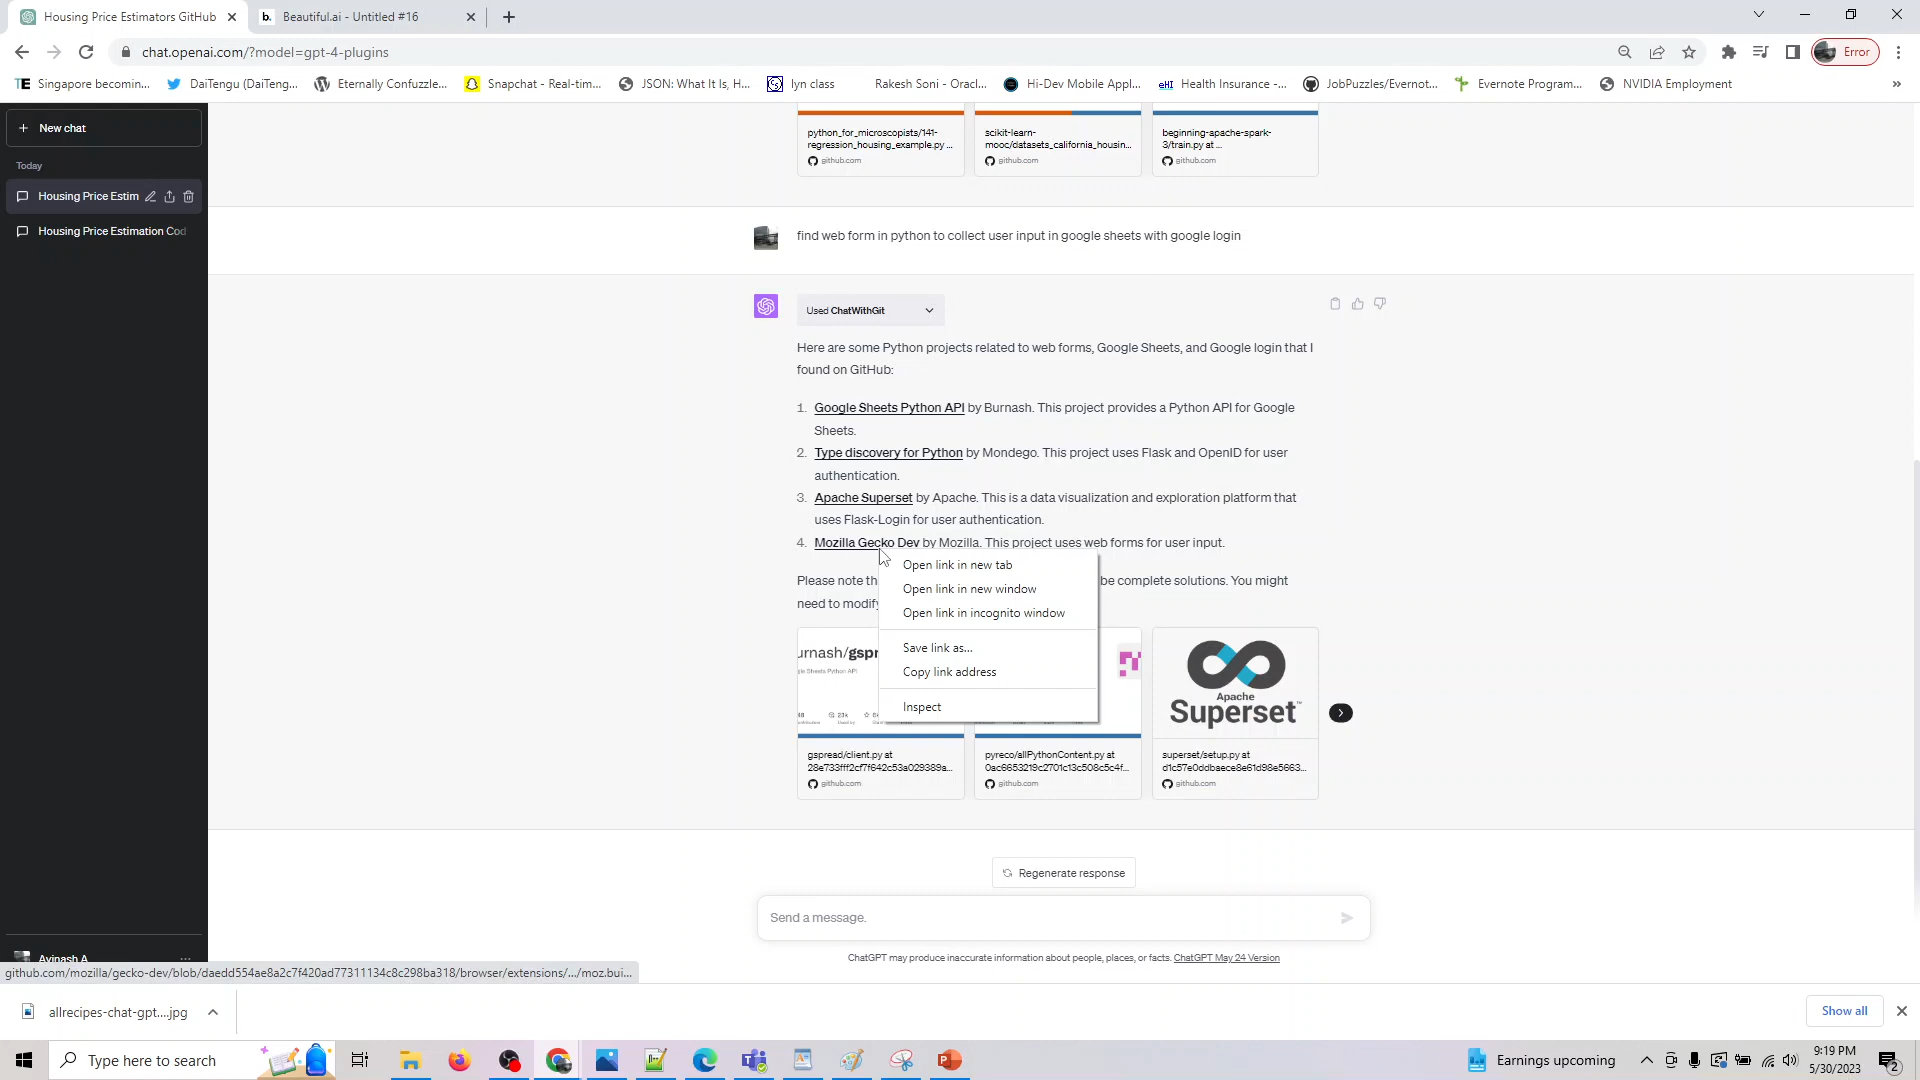 Housing Price Estimators GitHub
Beautiful.ai - Untitled #16
chat.openai.com/?model=gpt-4-plugins
Error
Singapore becomin...
DaiTengu (DaiTeng...
Eternally Confuzzle...
Snapchat - Real-tim...
JSON: What It Is, H...
lyn class
Rakesh Soni - Oracl...
Hi-Dev Mobile Appl...
eHI Health Insurance -...
JobPuzzles/Evernot...
Evernote Program...
NVIDIA Employment
»
+ New chat
Today
Housing Price Estim
Housing Price Estimation Cod
python_for_microscopists/141-
regression_housing_example.py ...
github.com
scikit-learn-
mooc/datasets_california_housin...
github.com
beginning-apache-spark-
3/train.py at ...
github.com
find web form in python to collect user input in google sheets with google login
Used ChatWithGit
Here are some Python projects related to web forms, Google Sheets, and Google login that I
found on GitHub:
1. Google Sheets Python API by Burnash. This project provides a Python API for Google
Sheets.
2. Type discovery for Python by Mondego. This project uses Flask and OpenID for user
authentication.
3. Apache Superset by Apache. This is a data visualization and exploration platform that
uses Flask-Login for user authentication.
4. Mozilla Gecko Dev by Mozilla. This project uses web forms for user input.
Please note th
be complete solutions. You might
need to modify
Open link in new tab
Open link in new window
Open link in incognito window
Save link as...
Copy link address
Inspect
urnash/gspr
gle Sheets Python API
Apache
Superset
gspread/client.py at
28e733fff2cf7f642c53a029389a...
github.com
pyreco/allPythonContent.py at
0ac6653219c2701c13c508c5c4f...
github.com
superset/setup.py at
d1c57e0ddbaece8e61d98e5663...
github.com
Regenerate response
Send a message.
ChatGPT may produce inaccurate information about people, places, or facts. ChatGPT May 24 Version
Avinash A
github.com/mozilla/gecko-dev/blob/daedd554ae8a2c7f420ad77311134c8c298ba318/browser/extensions/.../moz.bui...
allrecipes-chat-gpt....jpg
Show all
Type here to search
Earnings upcoming
9:19 PM
5/30/2023
2